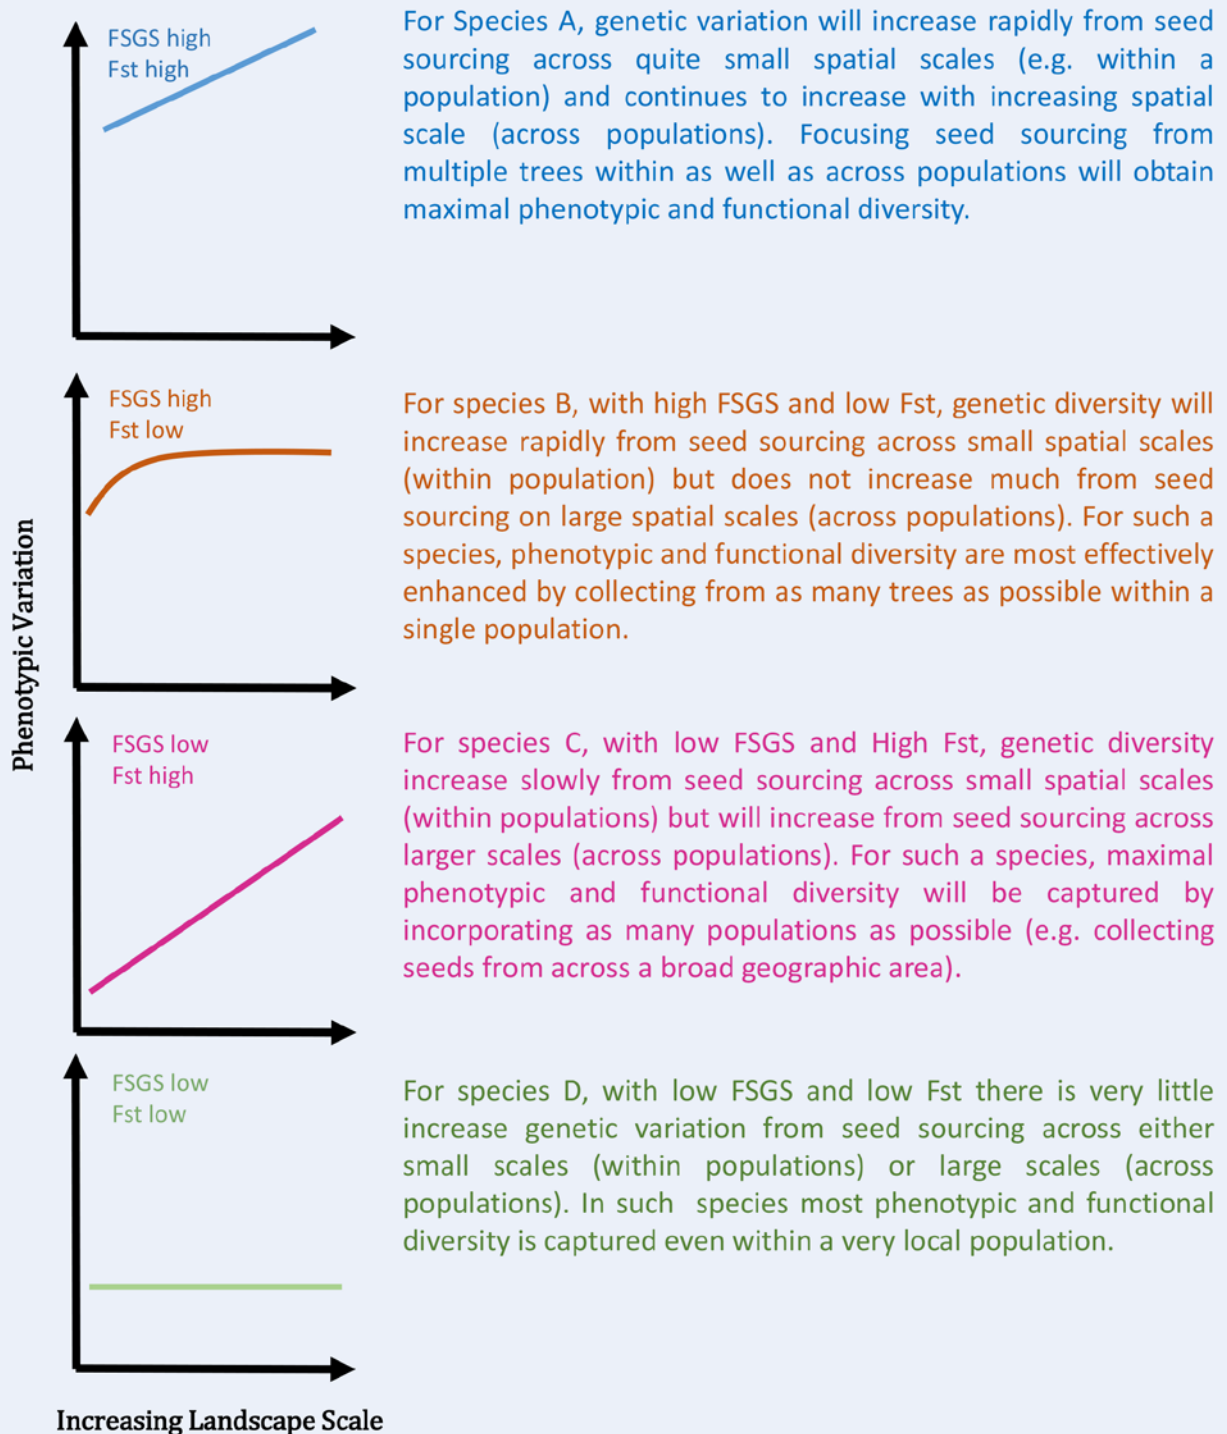 FSGS high
Fst high
For Species A, genetic variation will increase rapidly from seed
sourcing across quite small spatial scales (e.g. within a
population) and continues to increase with increasing spatial
scale (across populations). Focusing seed sourcing from
multiple trees within as well as across populations will obtain
maximal phenotypic and functional diversity.
FSGS high
Fst low
For species B, with high FSGS and low Fst, genetic diversity will
increase rapidly from seed sourcing across small spatial scales
(within population) but does not increase much from seed
sourcing on large spatial scales (across populations). For such a
species, phenotypic and functional diversity are most effectively
enhanced by collecting from as many trees as possible within a
single population.
Phenotypic Variation
FSGS low
Fst high
For species C, with low FSGS and High Fst, genetic diversity
increase slowly from seed sourcing across small spatial scales
(within populations) but will increase from seed sourcing across
larger scales (across populations). For such a species, maximal
phenotypic and functional diversity will be captured by
incorporating as many populations as possible (e.g. collecting
seeds from across a broad geographic area).
FSGS low
Fst low
For species D, with low FSGS and low Fst there is very little
increase genetic variation from seed sourcing across either
small scales (within populations) or large scales (across
populations). In such species most phenotypic and functional
diversity is captured even within a very local population.
Increasing Landscape Scale